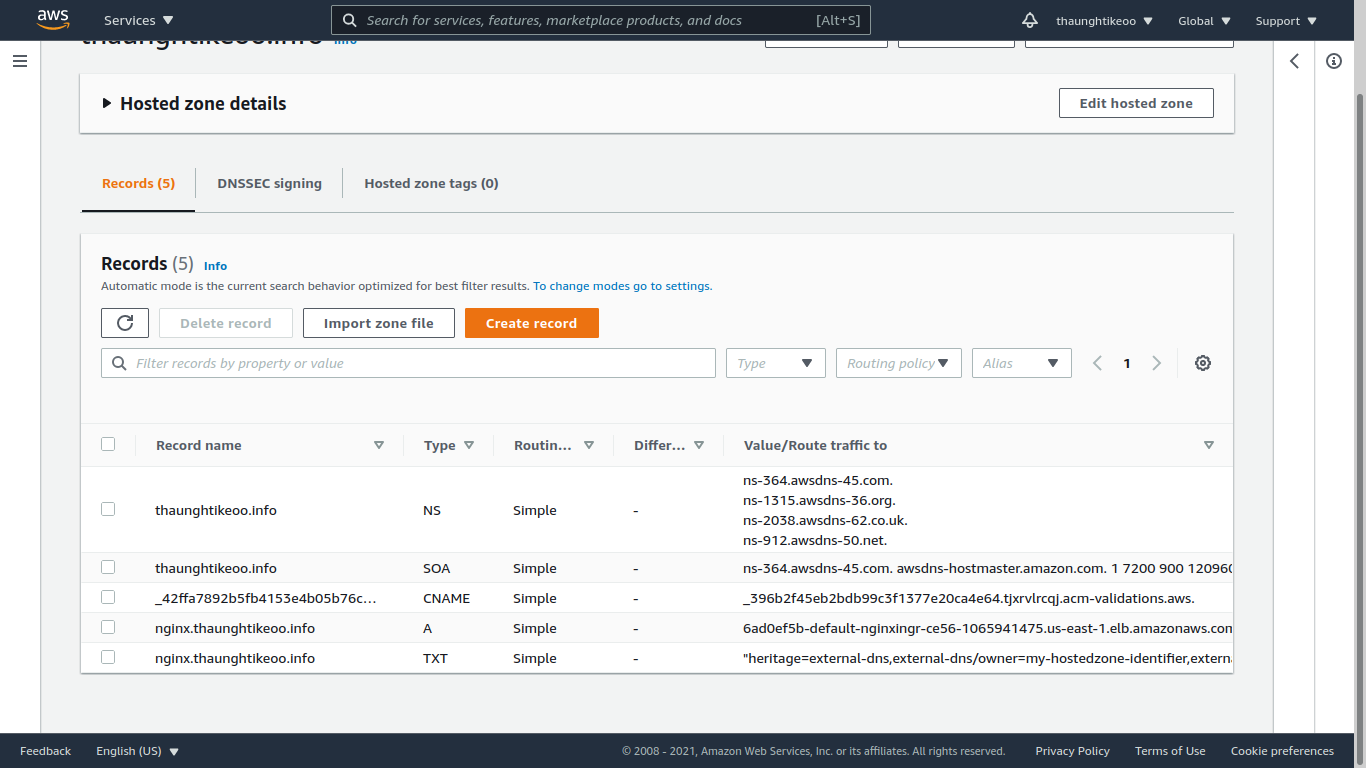 aws
Services
Search for services, features, marketplace products, and docs
[Alt+S]
thaunghtikeoo
Global
Support
thaunghtikeoo.info
Info
Hosted zone details
Edit hosted zone
Records (5)
DNSSEC signing
Hosted zone tags (0)
Records (5) Info
Automatic mode is the current search behavior optimized for best filter results. To change modes go to settings.
Delete record
Import zone file
Create record
Filter records by property or value
Type
Routing policy
Alias
1
Record name Type Routin... Differ... Value/Route traffic to
ns-364.awsdns-45.com.
ns-1315.awsdns-36.org.
thaunghtikeoo.info NS Simple -
ns-2038.awsdns-62.co.uk.
ns-912.awsdns-50.net.
thaunghtikeoo.info SOA Simple - ns-364.awsdns-45.com. awsdns-hostmaster.amazon.com. 1 7200 900 120960
_42ffa7892b5fb4153e4b05b76c... CNAME Simple - _396b2f45eb2bdb99c3f1377e20ca4e64.tjxrvlrcqj.acm-validations.aws.
nginx.thaunghtikeoo.info A Simple - 6ad0ef5b-default-nginxingr-ce56-1065941475.us-east-1.elb.amazonaws.com
nginx.thaunghtikeoo.info TXT Simple - "heritage=external-dns,external-dns/owner=my-hostedzone-identifier,extern
Feedback
English (US)
© 2008 - 2021, Amazon Web Services, Inc. or its affiliates. All rights reserved.
Privacy Policy
Terms of Use
Cookie preferences